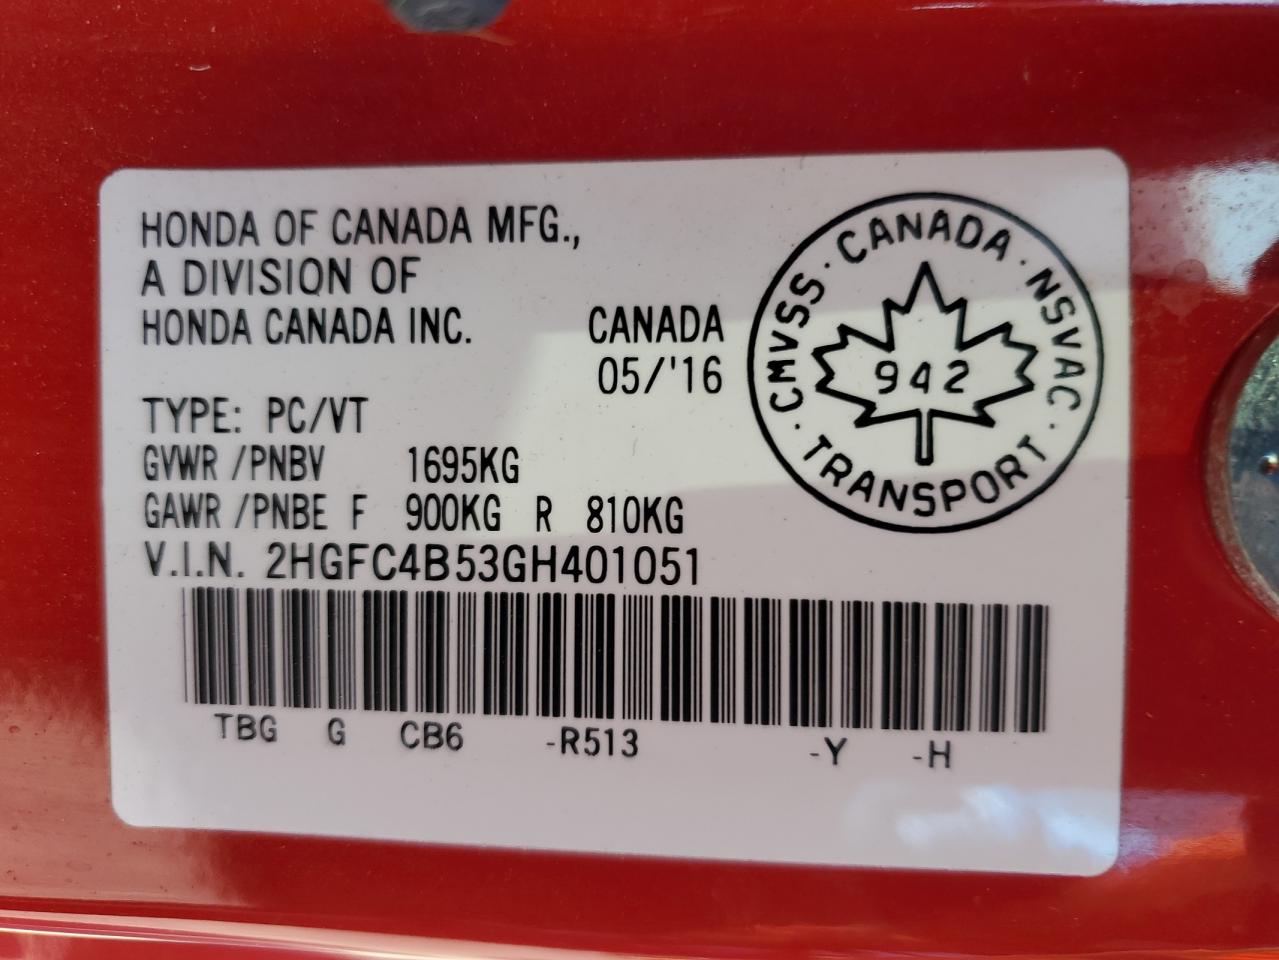 HONDA OF CANADA MFG.,
A DIVISION OF
HONDA CANADA INC. CANADA
05/'16
TYPE: PC/VT
GVWR /PNBV 1695KG
GAWR /PNBE F 900KG R 810KG
V.I.N. 2HGFC4B53GH401051
TBG G CB6 -R513 -Y -H
CMVSS · CANADA · NSVAC ·
942
TRANSPORT ·